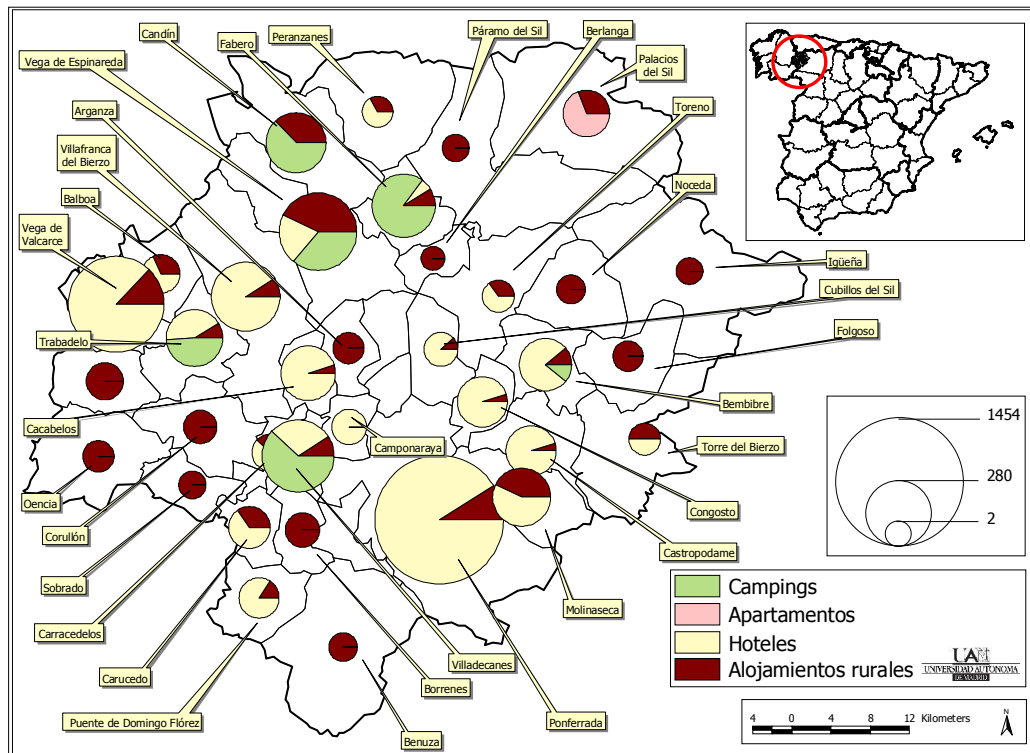 Candín
Peranzanes
Páramo del Sil
Berlanga
Fabero
Palacios
del Sil
Vega de Espinareda
Arganza
Toreno
Villafranca
del Bierzo
Noceda
Balboa
Vega de
Valcarce
Igüeña
Cubillos del Sil
Trabadelo
Folgoso
Bembibre
1454
Cacabelos
Camponaraya
Torre del Bierzo
280
Oencia
Congosto
2
Corullón
Castropodame
Sobrado
Campings
Molinaseca
Apartamentos
Carracedelos
Hoteles
Villadecanes
UAM
UNIVERSIDAD AUTONOMA
DE MADRID
Alojamientos rurales
Carucedo
Borrenes
Puente de Domingo Flórez
Ponferrada
Benuza
4 0 4 8 12 Kilometers
N